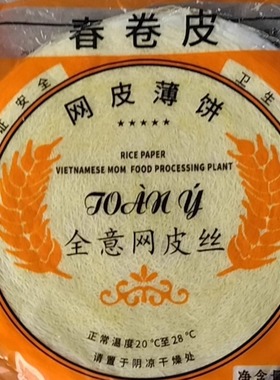 春卷皮
证安全
卫生
网皮薄饼
★★★★★
RICE PAPER
VIETNAMESE MOM FOOD PROCESSING PLANT
TOÀN Ý
全意网皮丝
正常温度20℃至28℃
请置于阴凉干燥处
净含